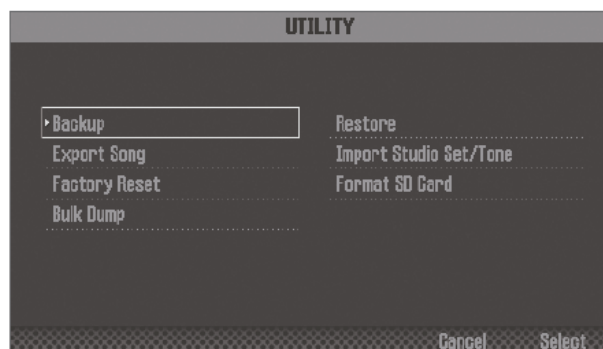 UTILITY
Backup
Restore
Export Song
Import Studio Set/Tone
Factory Reset
Format SD Card
Bulk Dump
Cancel Select